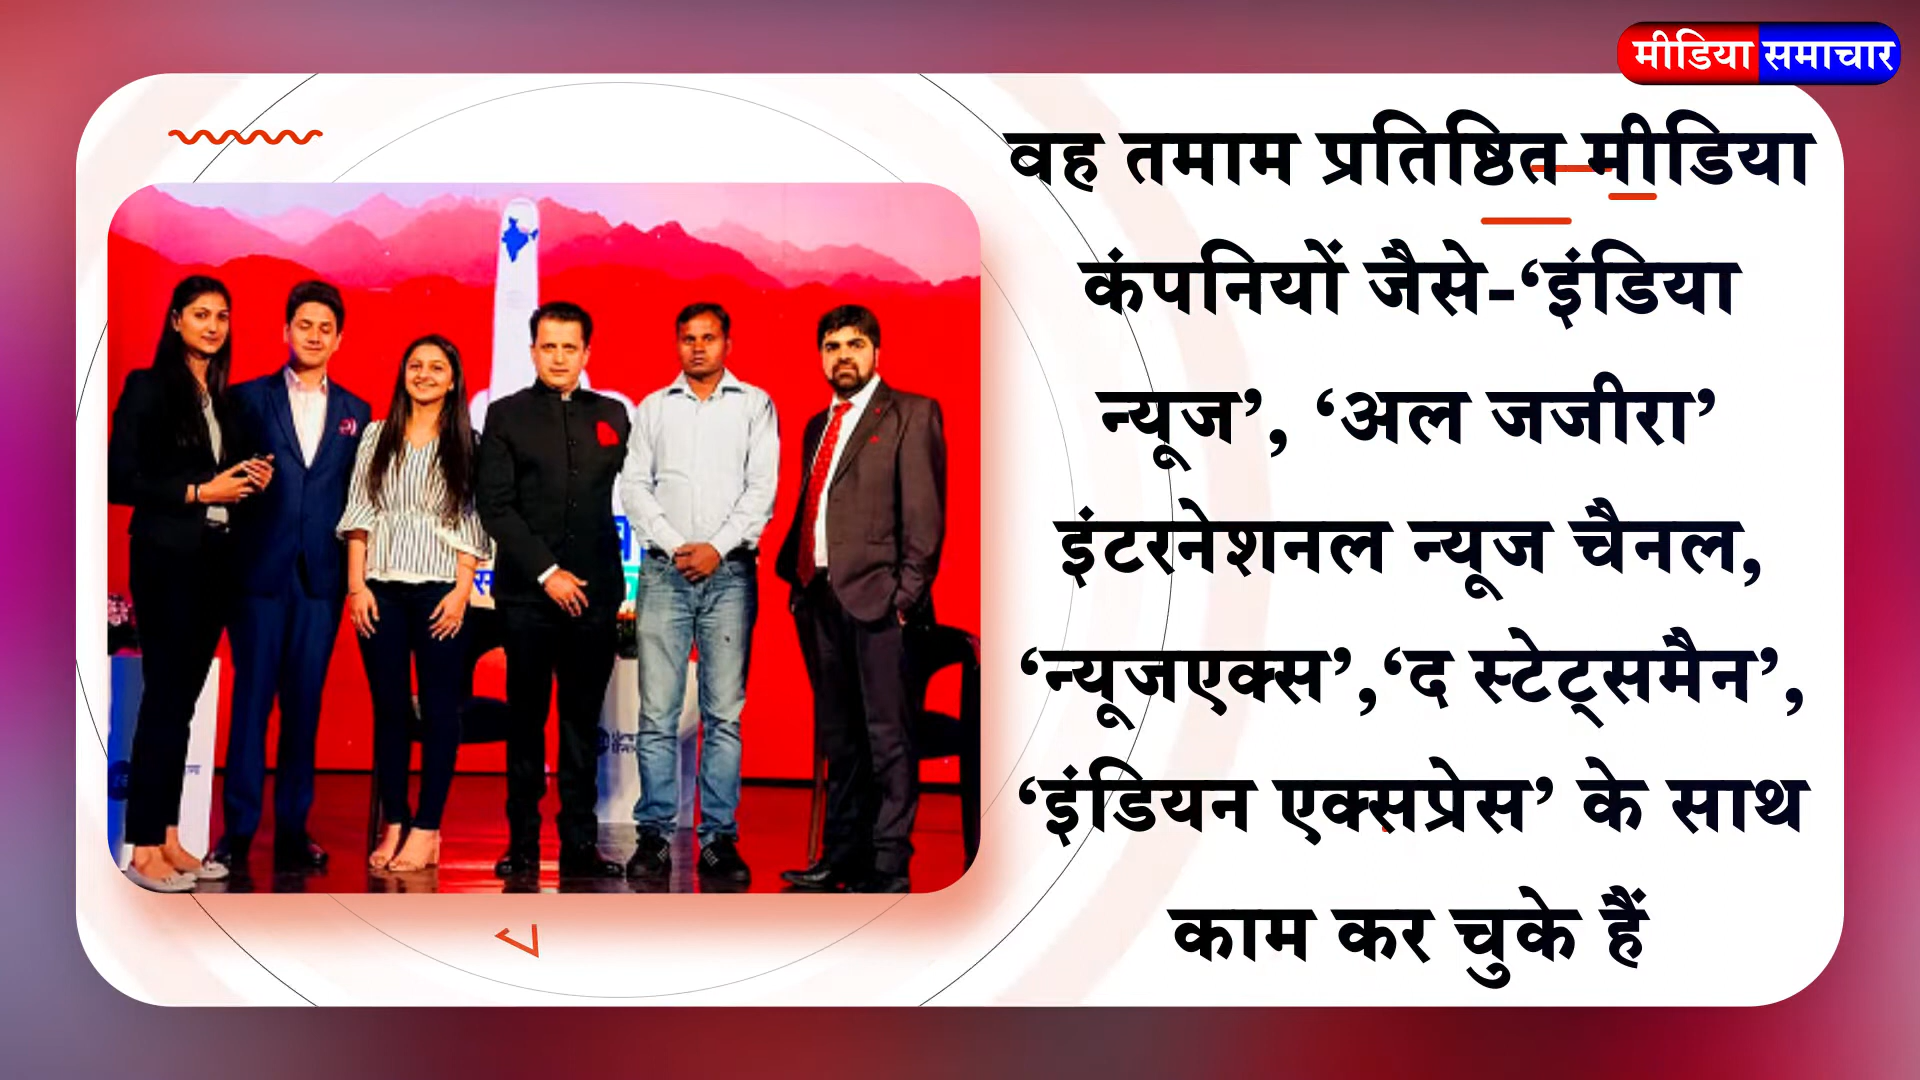 मीडिया समाचार
वह तमाम प्रतिष्ठित मीडिया
कंपनियों जैसे-‘इंडिया
न्यूज’, ‘अल जजीरा’
इंटरनेशनल न्यूज चैनल,
‘न्यूजएक्स’,‘द स्टेट्समैन’,
‘इंडियन एक्सप्रेस’ के साथ
काम कर चुके हैं